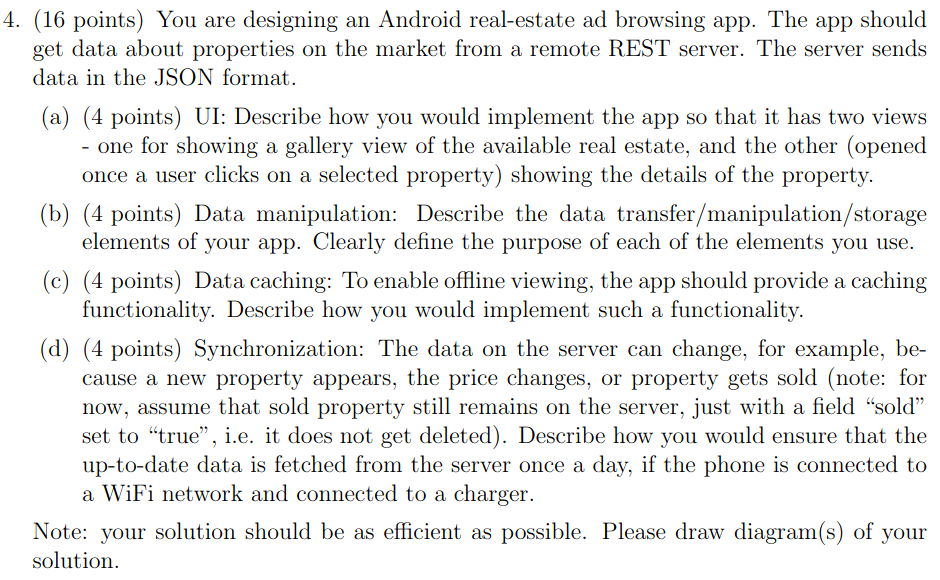 4. (16 points) You are designing an Android real-estate ad browsing app. The app should
get data about properties on the market from a remote REST server. The server sends
data in the JSON format.
(a) (4 points) UI: Describe how you would implement the app so that it has two views
- one for showing a gallery view of the available real estate, and the other (opened
once a user clicks on a selected property) showing the details of the property.
(b) (4 points) Data manipulation: Describe the data transfer/manipulation/storage
elements of your app. Clearly define the purpose of each of the elements you use.
(c) (4 points) Data caching: To enable offline viewing, the app should provide a caching
functionality. Describe how you would implement such a functionality.
(d) (4 points) Synchronization: The data on the server can change, for example, be-
cause a new property appears, the price changes, or property gets sold (note: for
now, assume that sold property still remains on the server, just with a field “sold”
set to “true”, i.e. it does not get deleted). Describe how you would ensure that the
up-to-date data is fetched from the server once a day, if the phone is connected to
a WiFi network and connected to a charger.
Note: your solution should be as efficient as possible. Please draw diagram(s) of your
solution.